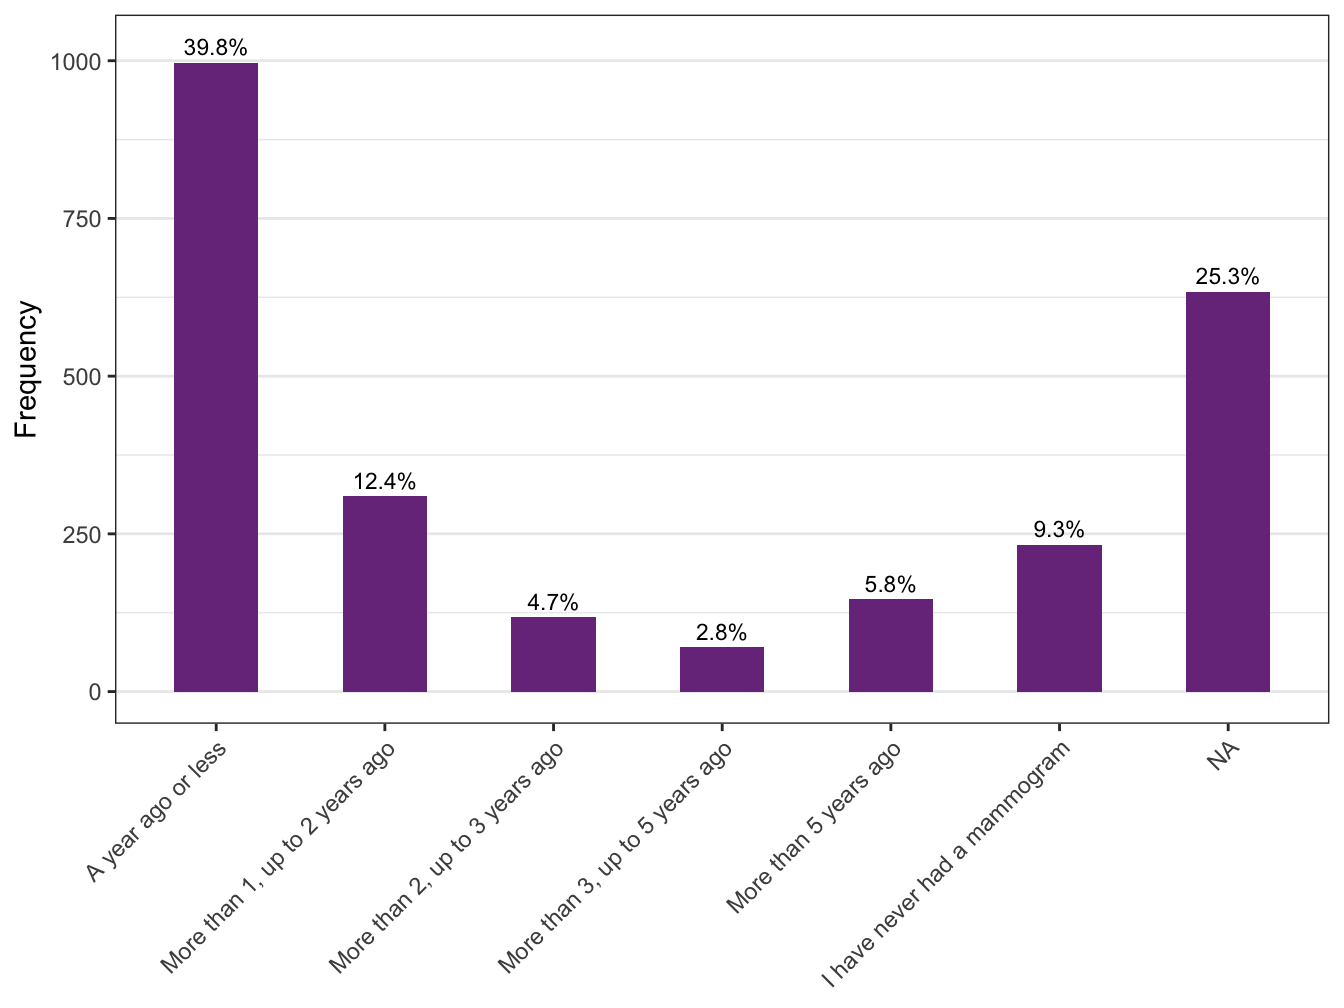 Frequency
1000
750
500
250
0
39.8%
12.4%
4.7%
2.8%
5.8%
9.3%
25.3%
A year ago or less
More than 1, up to 2 years ago
More than 2, up to 3 years ago
More than 3, up to 5 years ago
More than 5 years ago
I have never had a mammogram
NA